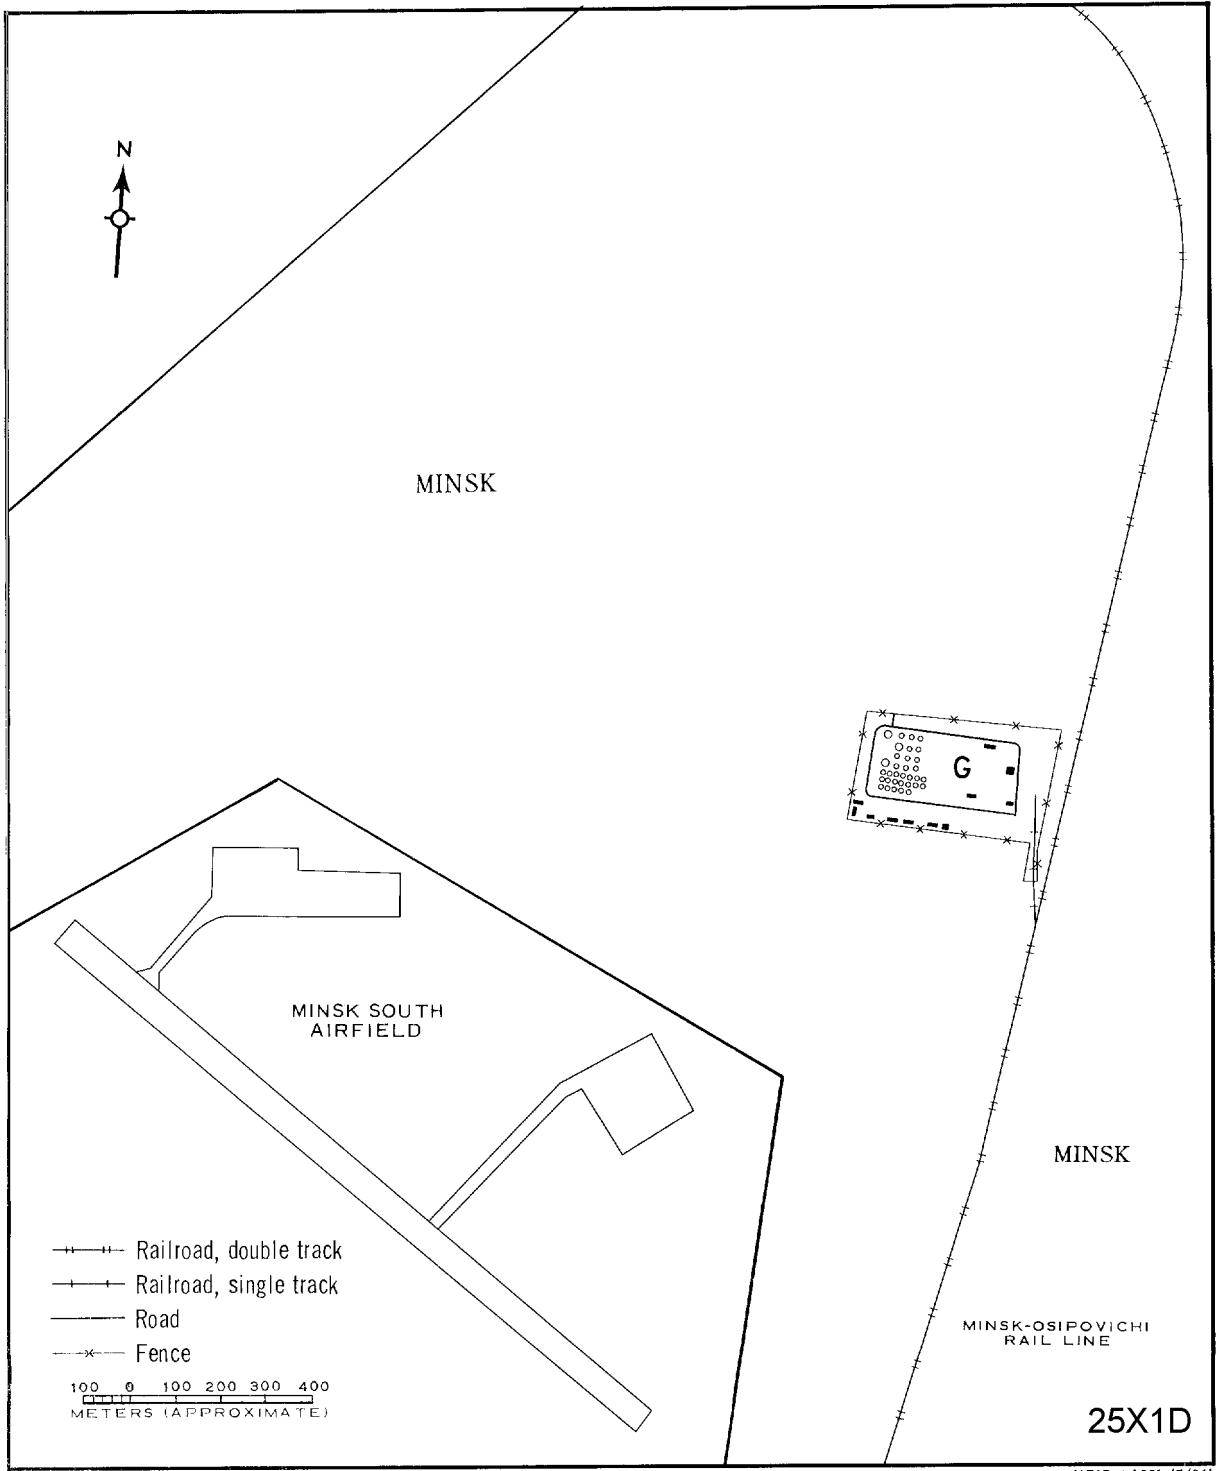 N
MINSK
G
MINSK SOUTH
AIRFIELD
MINSK
Railroad, double track
Railroad, single track
Road
Fence
MINSK-OSIPOVICHI
RAIL LINE
100 0 100 200 300 400
METERS (APPROXIMATE)
25X1D